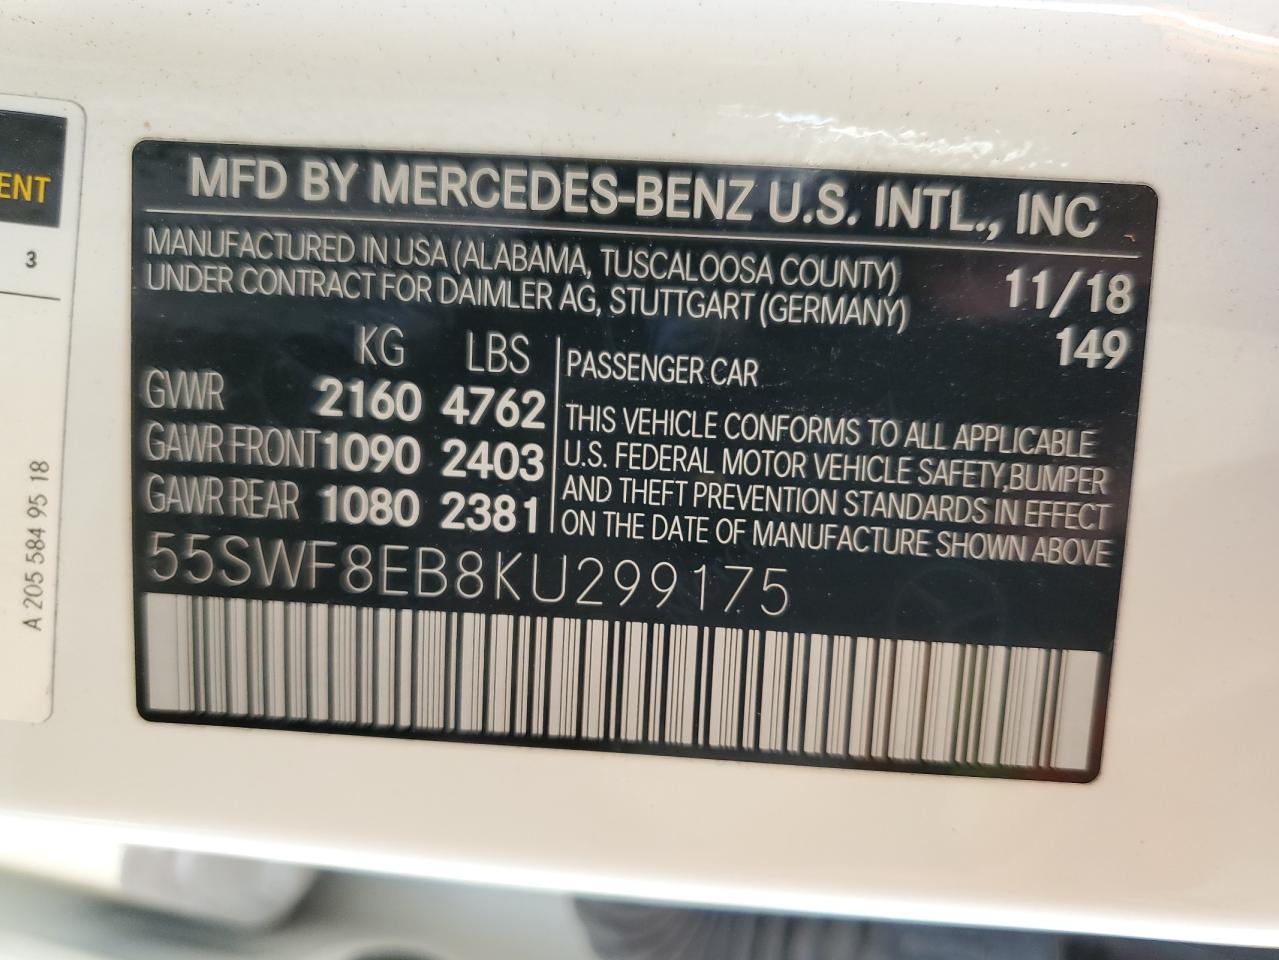 ENT
3
A 205 584 95 18
MFD BY MERCEDES-BENZ U.S. INTL., INC
MANUFACTURED IN USA (ALABAMA, TUSCALOOSA COUNTY)
UNDER CONTRACT FOR DAIMLER AG, STUTTGART (GERMANY)
11/18
149
KG LBS
GVWR 2160 4762
GAWR FRONT 1090 2403
GAWR REAR 1080 2381
PASSENGER CAR
THIS VEHICLE CONFORMS TO ALL APPLICABLE
U.S. FEDERAL MOTOR VEHICLE SAFETY,BUMPER
AND THEFT PREVENTION STANDARDS IN EFFECT
ON THE DATE OF MANUFACTURE SHOWN ABOVE
55SWF8EB8KU299175